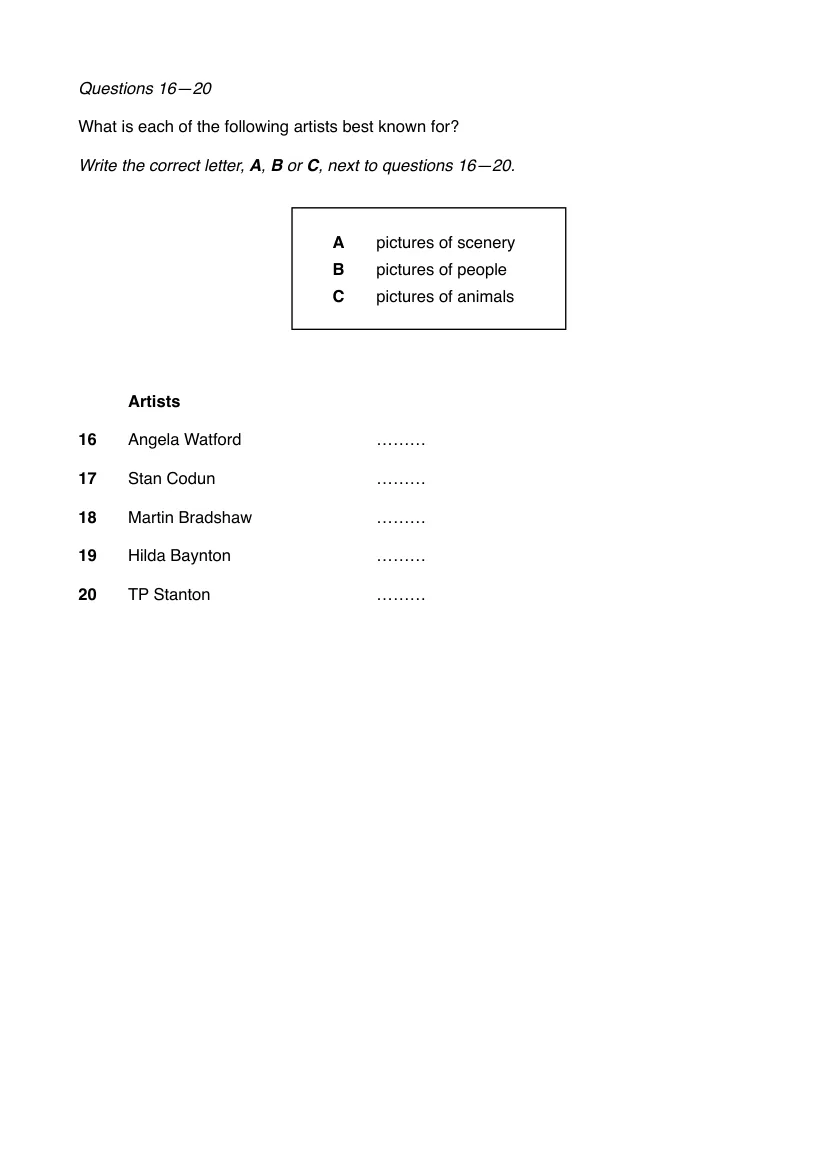 Questions 16—20
What is each of the following artists best known for?
Write the correct letter, A, B or C, next to questions 16—20.
A pictures of scenery
B pictures of people
C pictures of animals
Artists
16 Angela Watford ………
17 Stan Codun ………
18 Martin Bradshaw ………
19 Hilda Baynton ………
20 TP Stanton ………